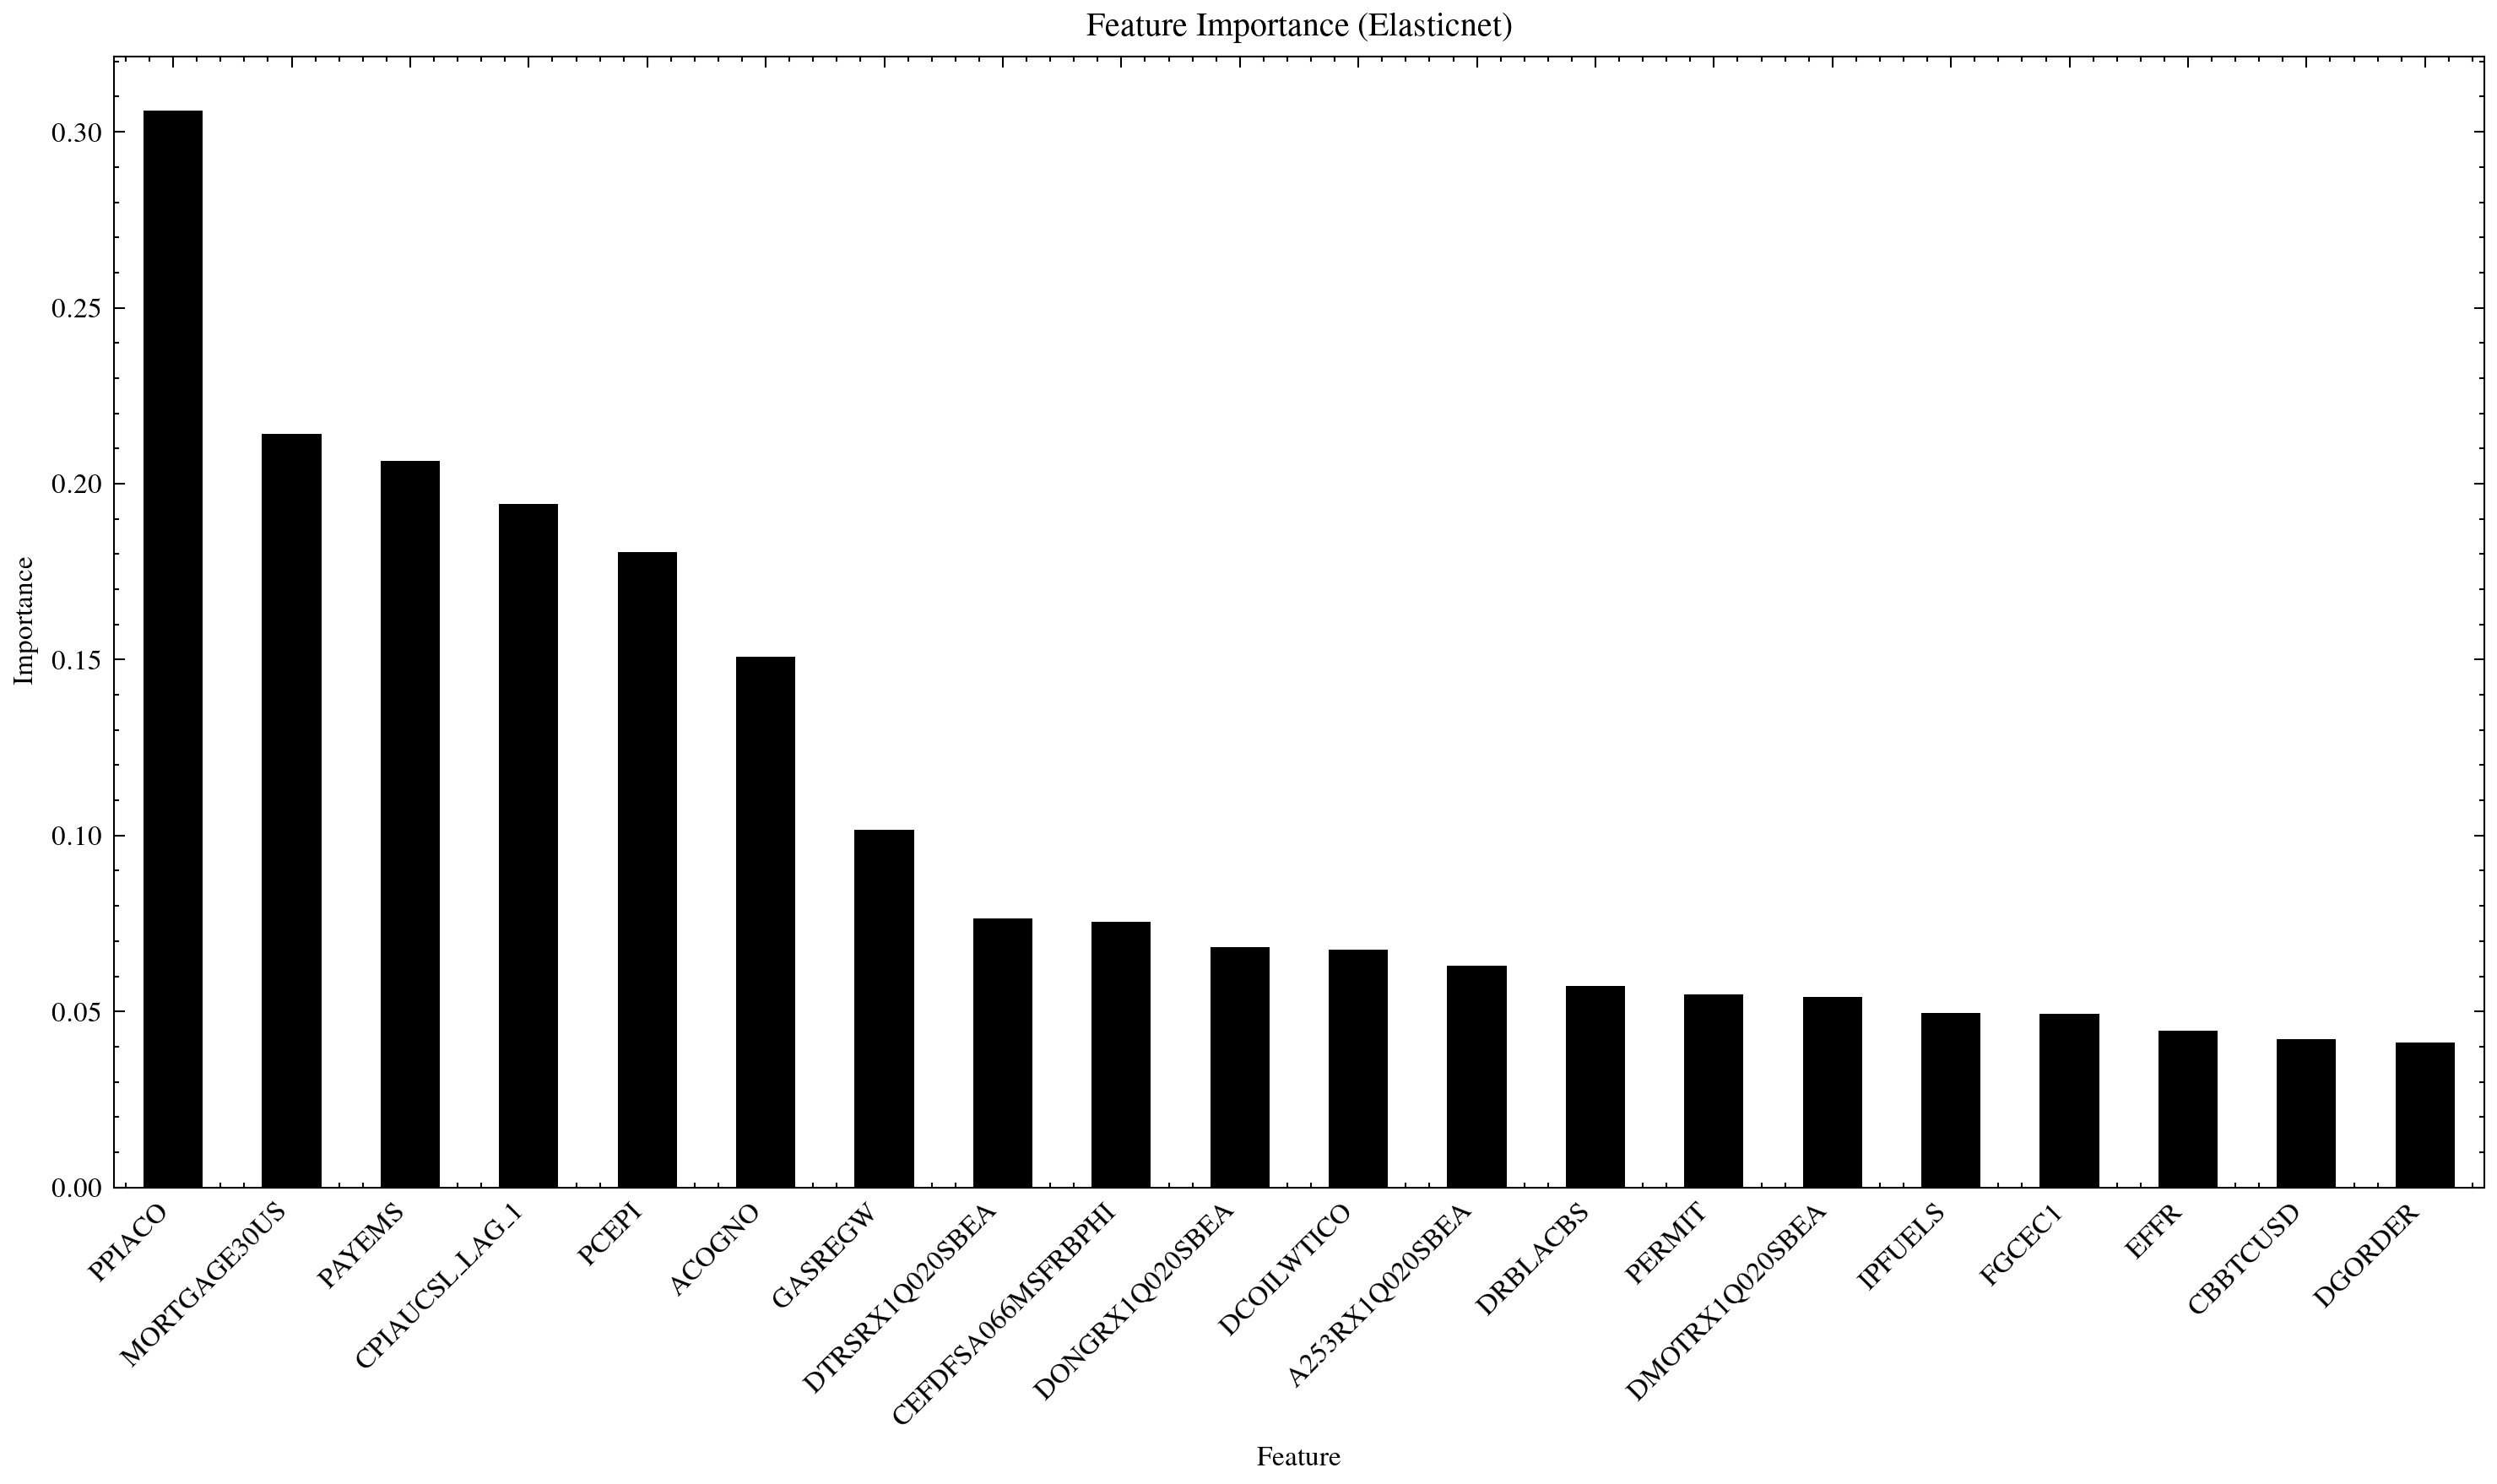 Feature Importance (Elasticnet)
Importance
0.30
0.25
0.20
0.15
0.10
0.05
0.00
PPIACO
MORTGAGE30US
PAYEMS
CPIAUCSL_LAG_1
PCEPI
ACOGNO
GASREGW
DTRSRX1Q020SBEA
CEFDFSA066MSFRBPHI
DONGRX1Q020SBEA
DCOILWTICO
A253RX1Q020SBEA
DRBLACBS
PERMIT
DMOTRX1Q020SBEA
IPFUELS
FGCEC1
EFFR
CBBTCUSD
DGORDER
Feature